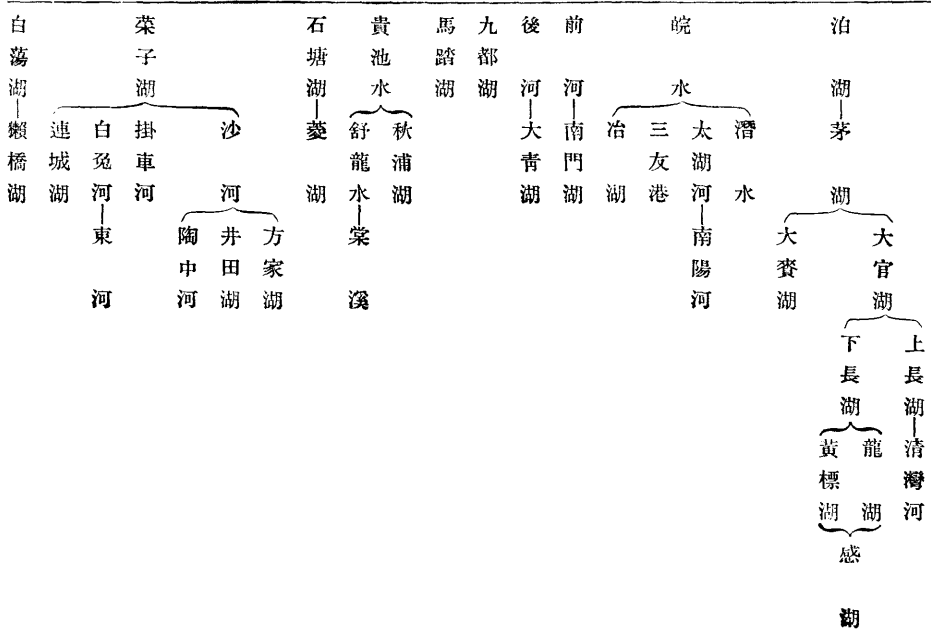 泊湖
茅湖
大官湖
上長湖
清灣河
下長湖
龍湖
黃標湖
感湖
大賚湖
皖水
潛水
太湖河
南陽河
三友港
冶湖
前河
南門湖
後河
大青湖
九都湖
馬踏湖
貴池水
秋浦湖
舒龍水
棠溪
石塘湖
菱湖
菜子湖
沙河
方家湖
井田湖
陶中河
掛車河
白兔河
東河
連城湖
白蕩湖
獺橋湖